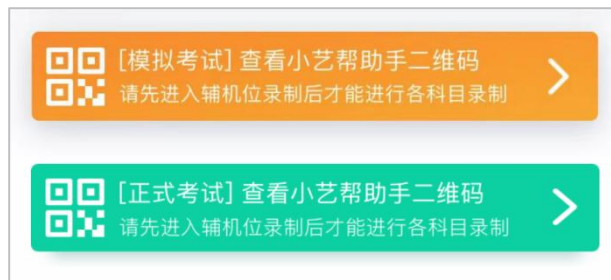 [模拟考试] 查看小艺帮助手二维码
请先进入辅机位录制后才能进行各科目录制
[正式考试] 查看小艺帮助手二维码
请先进入辅机位录制后才能进行各科目录制